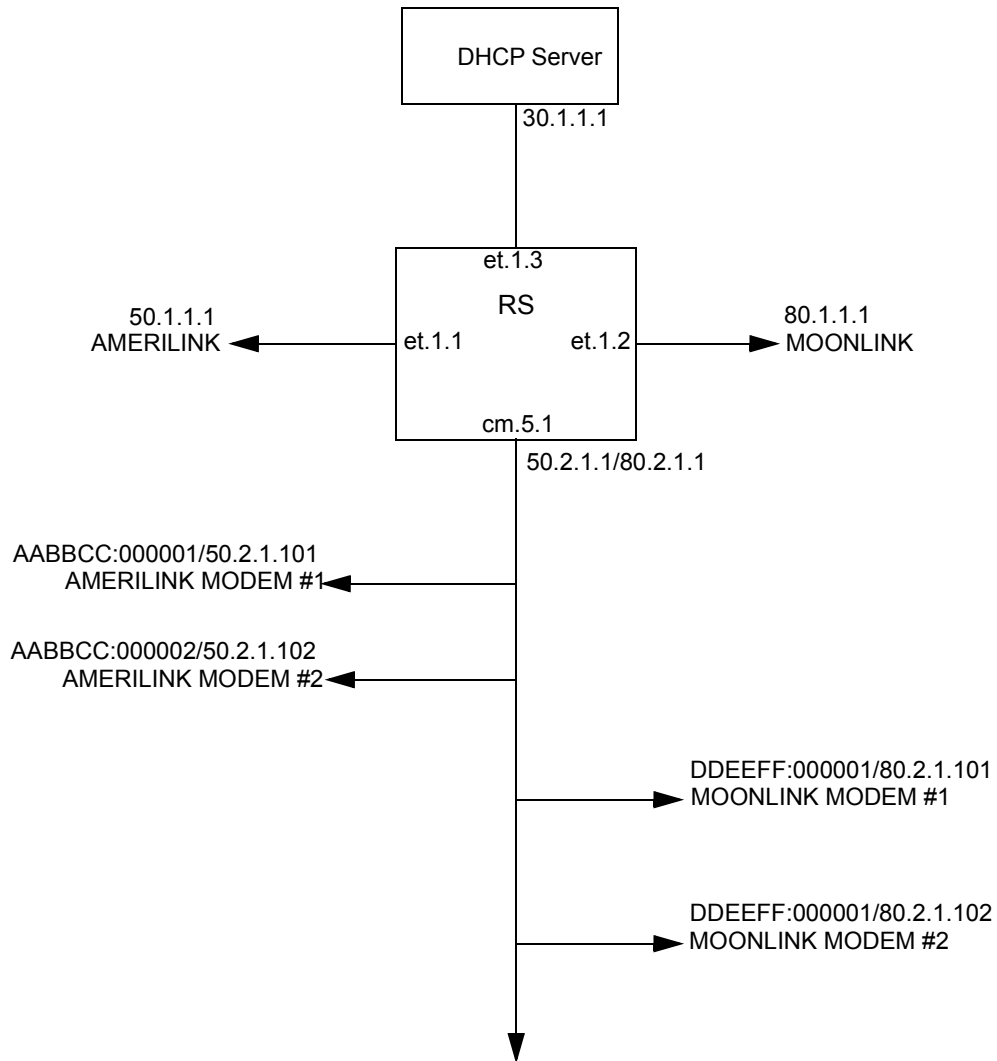 DHCP Server
30.1.1.1
et.1.3
RS
50.1.1.1
AMERILINK
et.1.1
et.1.2
80.1.1.1
MOONLINK
cm.5.1
50.2.1.1/80.2.1.1
AABBCC:000001/50.2.1.101
AMERILINK MODEM #1
AABBCC:000002/50.2.1.102
AMERILINK MODEM #2
DDEEFF:000001/80.2.1.101
MOONLINK MODEM #1
DDEEFF:000001/80.2.1.102
MOONLINK MODEM #2